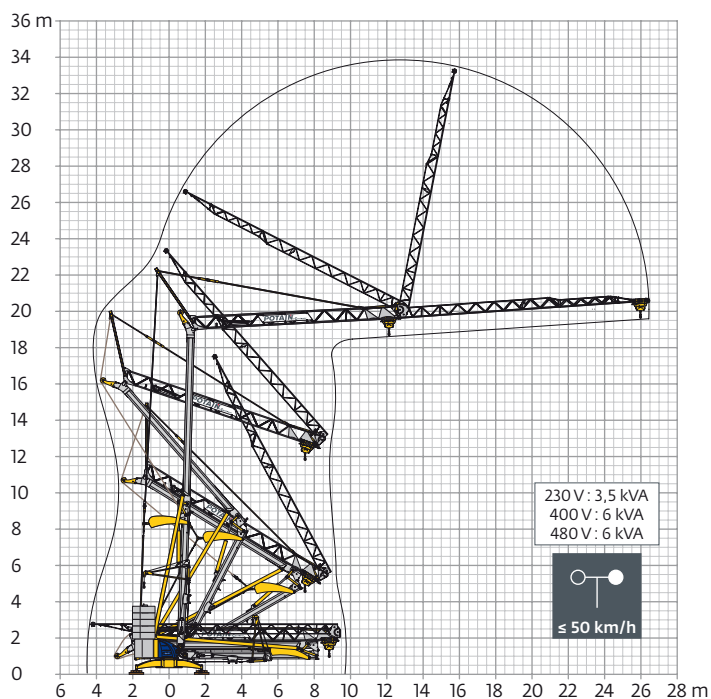 36 m
34
32
30
28
26
24
22
20
18
16
14
12
10
8
6
4
2
0
POTAIN
POTAIN
230 V : 3,5 kVA
400 V : 6 kVA
480 V : 6 kVA
≤ 50 km/h
6 4 2 0 2 4 6 8 10 12 14 16 18 20 22 24 26 28 m